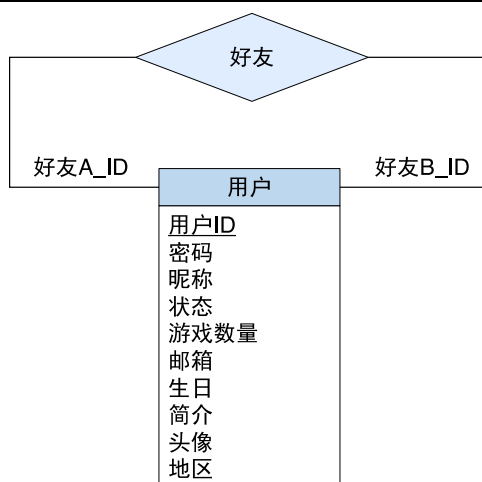 好友
好友A_ID
好友B_ID
用户
用户ID
密码
昵称
状态
游戏数量
邮箱
生日
简介
头像
地区